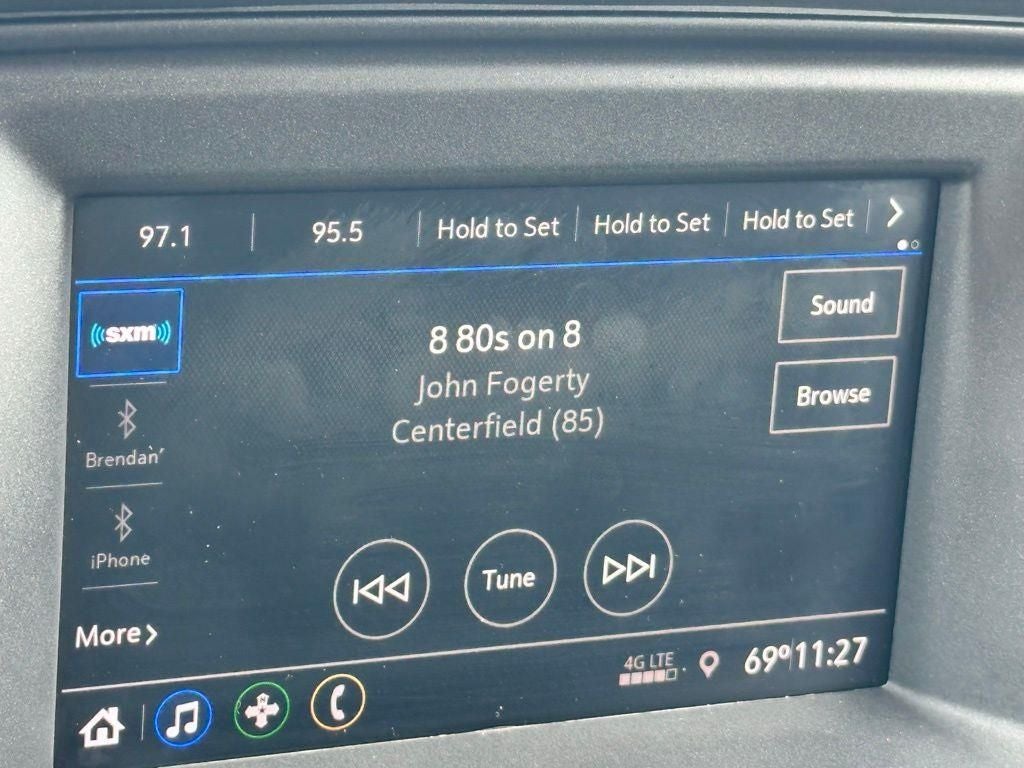 97.1
95.5
Hold to Set
Hold to Set
Hold to Set
sxm
8 80s on 8
John Fogerty
Centerfield (85)
Sound
Browse
Brendan'
iPhone
More
Tune
4G LTE
69° 11:27
N